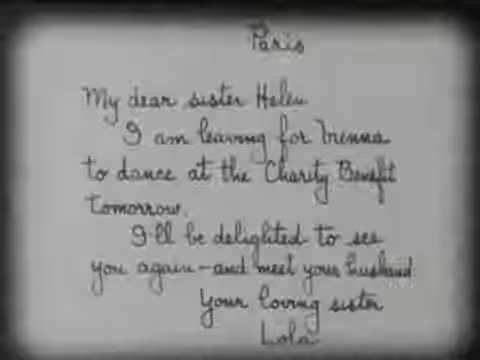 Paris
My dear sister Helen
I am leaving for Vienna
to dance at the Charity Benefit
tomorrow.
I'll be delighted to see
you again - and meet your husband.
Your loving sister
Lola